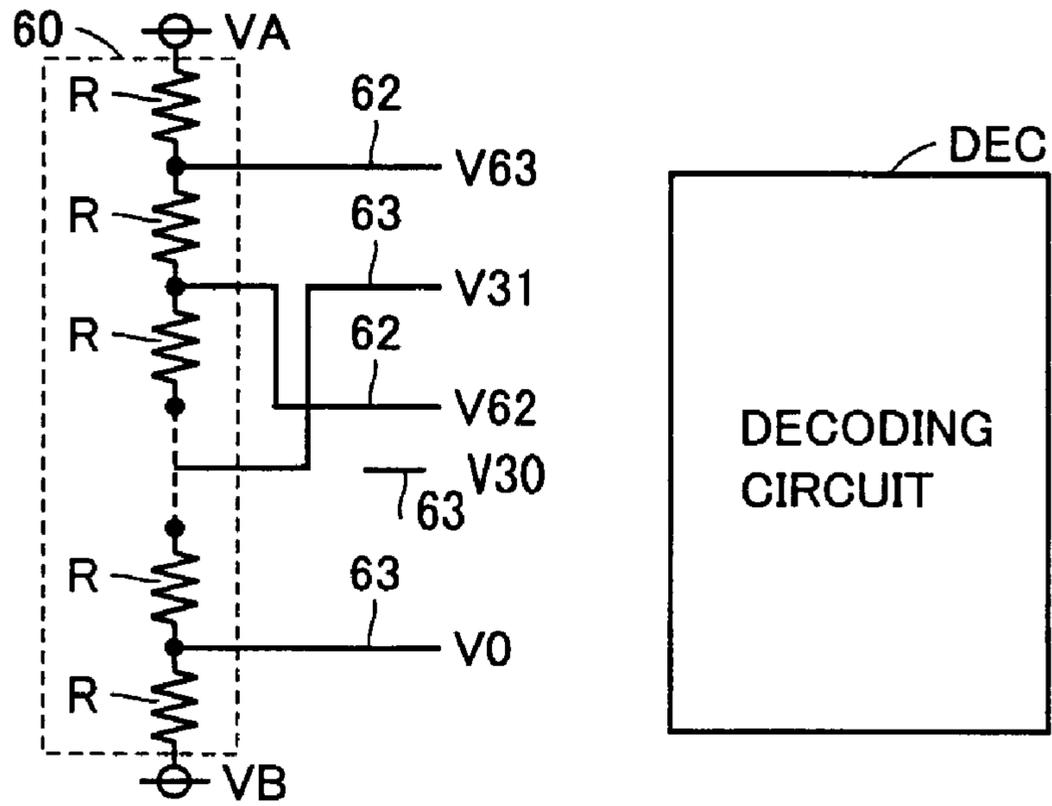 60
VA
R
62
V63
DEC
R
63
V31
R
62
V62
V30
63
DECODING
CIRCUIT
R
63
V0
R
VB